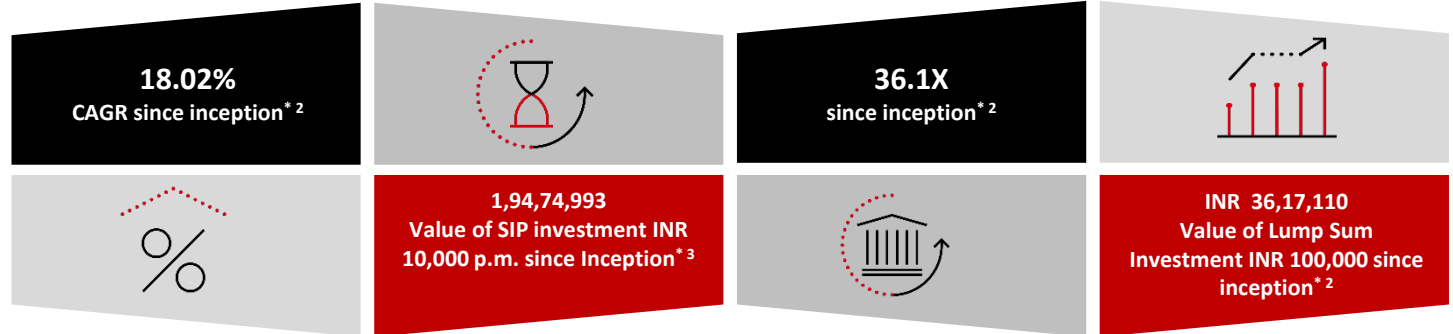 18.02%
CAGR since inception* 2
36.1X
since inception* 2
1,94,74,993
Value of SIP investment INR
10,000 p.m. since Inception* 3
INR 36,17,110
Value of Lump Sum
Investment INR 100,000 since
inception* 2